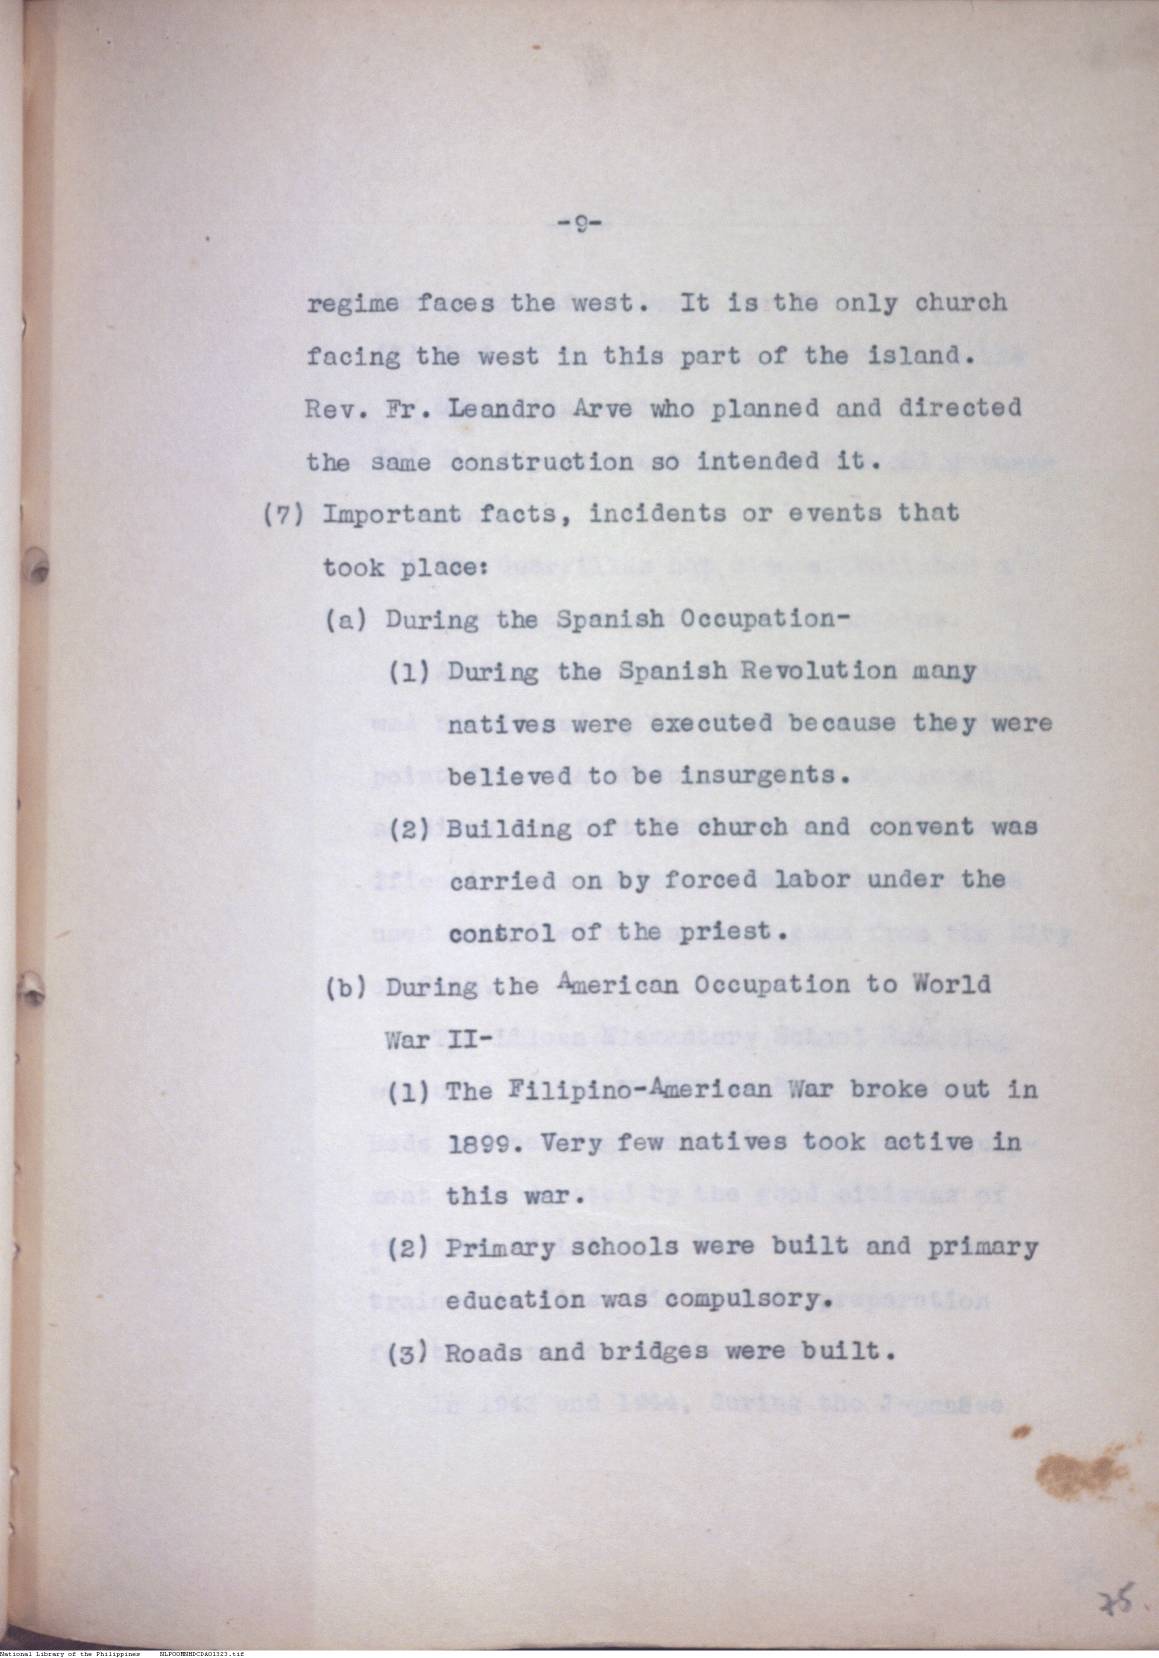 -9-
regime faces the west. It is the only church
facing the west in this part of the island.
Rev. Fr. Leandro Arve who planned and directed
the same construction so intended it.
(7) Important facts, incidents or events that
took place:
(a) During the Spanish Occupation-
(1) During the Spanish Revolution many
natives were executed because they were
believed to be insurgents.
(2) Building of the church and convent was
carried on by forced labor under the
control of the priest.
(b) During the American Occupation to World
War II-
(1) The Filipino-American War broke out in
1899. Very few natives took active in
this war.
(2) Primary schools were built and primary
education was compulsory.
(3) Roads and bridges were built.
75.
National Library of the Philippines